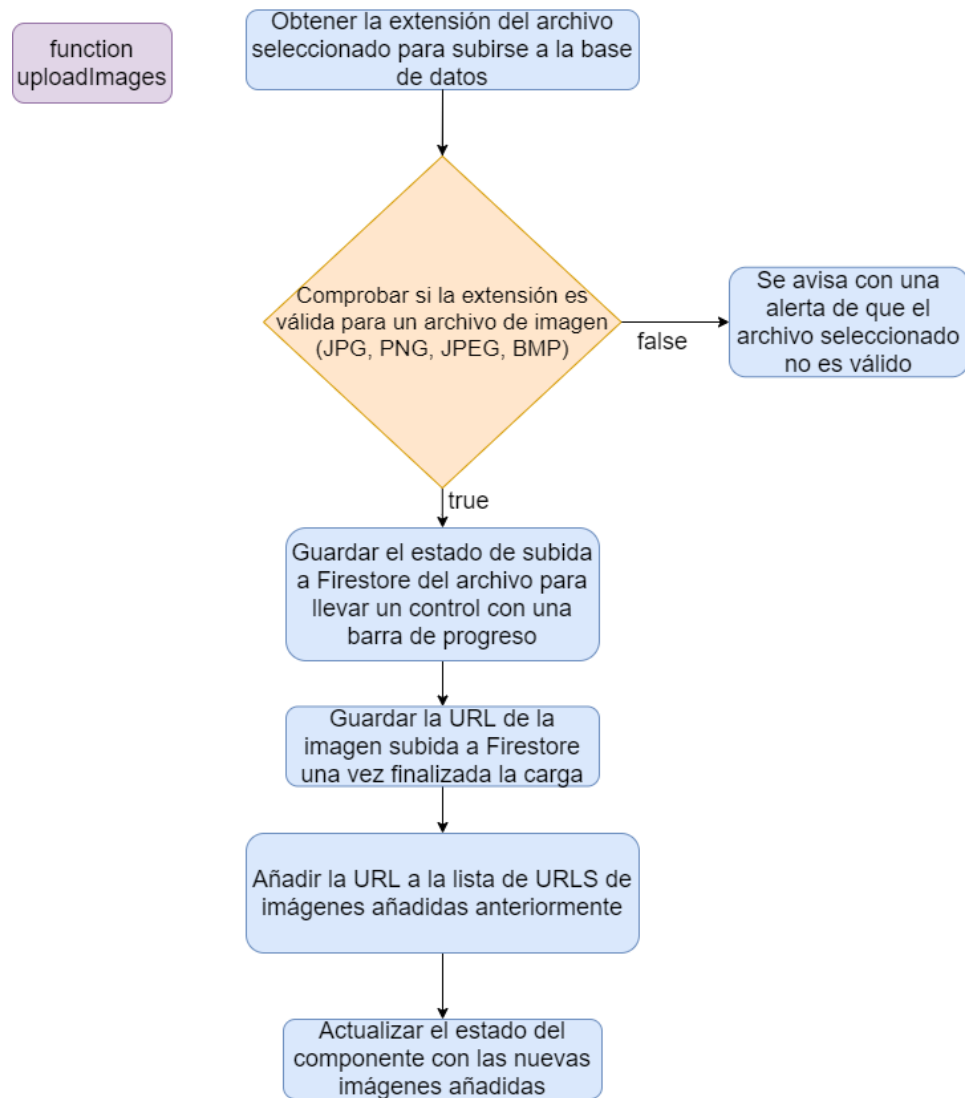 function
uploadImages
Obtener la extensión del archivo
seleccionado para subirse a la base
de datos
Comprobar si la extensión es
válida para un archivo de imagen
(JPG, PNG, JPEG, BMP)
false
Se avisa con una
alerta de que el
archivo seleccionado
no es válido
true
Guardar el estado de subida
a Firestore del archivo para
llevar un control con una
barra de progreso
Guardar la URL de la
imagen subida a Firestore
una vez finalizada la carga
Añadir la URL a la lista de URLS de
imágenes añadidas anteriormente
Actualizar el estado del
componente con las nuevas
imágenes añadidas